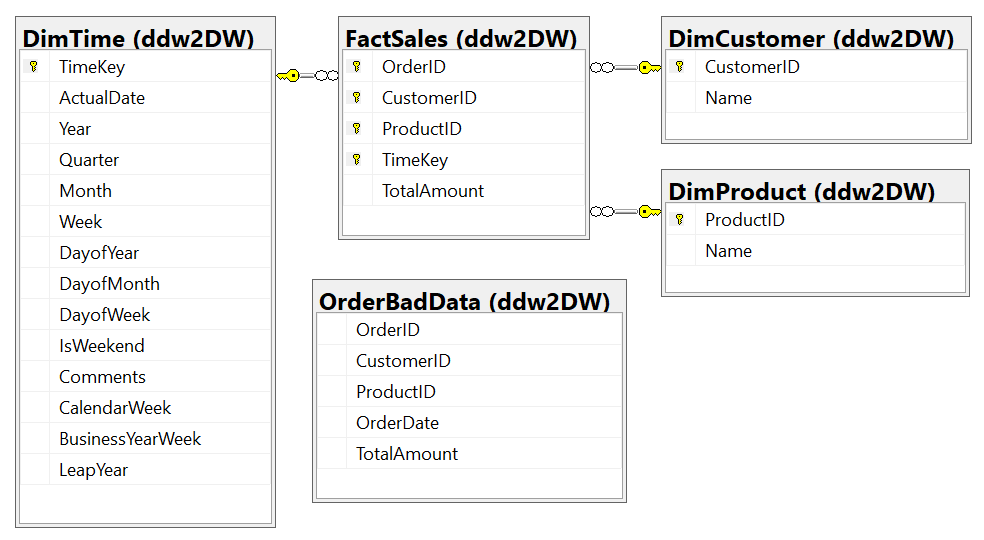 DimTime (ddw2DW)
TimeKey
ActualDate
Year
Quarter
Month
Week
DayofYear
DayofMonth
DayofWeek
IsWeekend
Comments
CalendarWeek
BusinessYearWeek
LeapYear
FactSales (ddw2DW)
OrderID
CustomerID
ProductID
TimeKey
TotalAmount
DimCustomer (ddw2DW)
CustomerID
Name
DimProduct (ddw2DW)
ProductID
Name
OrderBadData (ddw2DW)
OrderID
CustomerID
ProductID
OrderDate
TotalAmount